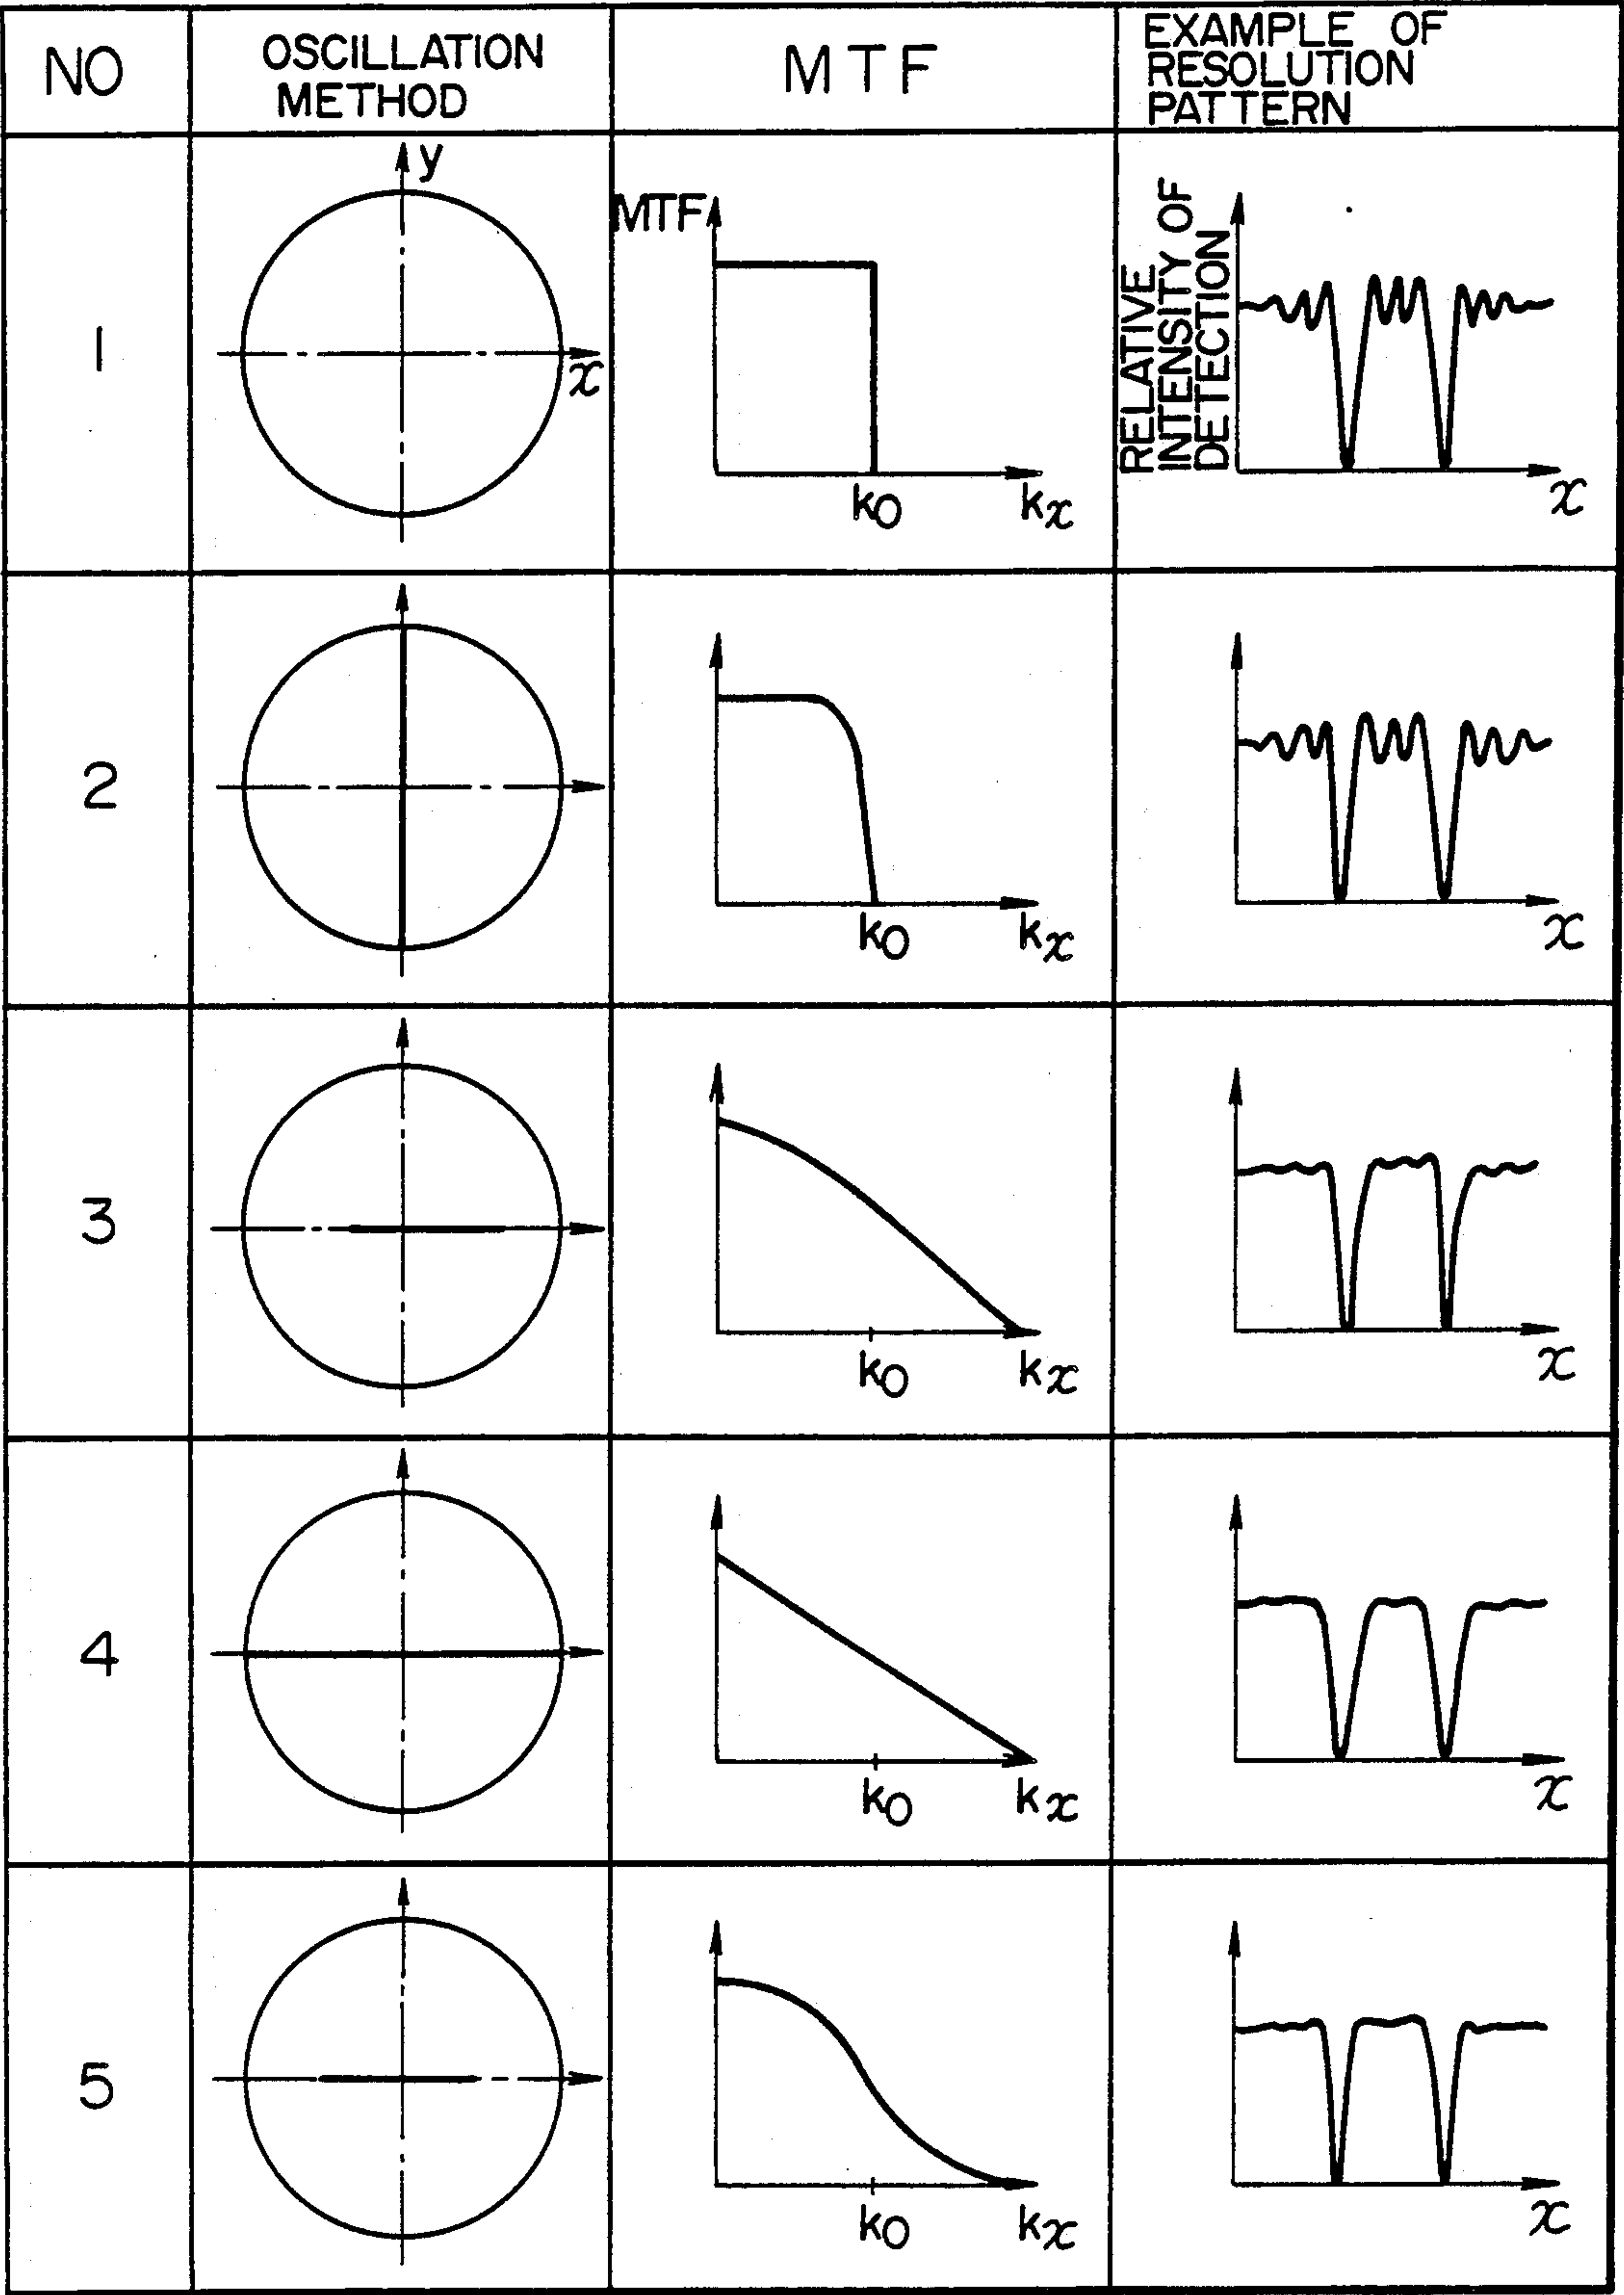 NO
OSCILLATION
METHOD
MTF
EXAMPLE OF
RESOLUTION
PATTERN
1
y
x
MTF
k0
kx
RELATIVE
INTENSITY OF
DETECTION
x
2
k0
kx
x
3
k0
kx
x
4
k0
kx
x
5
k0
kx
x